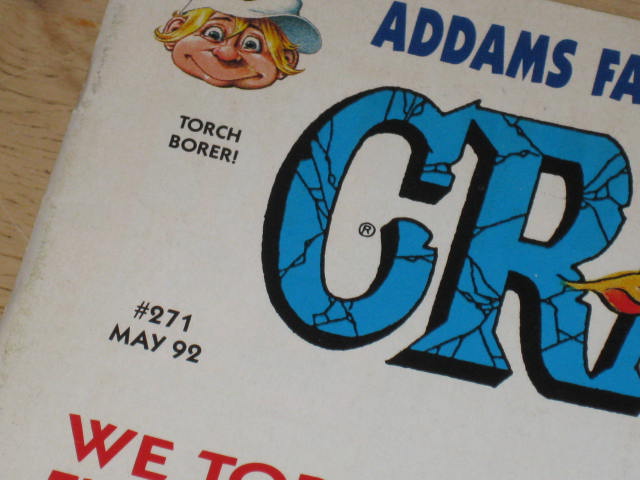 ADDAMS FA
TORCH
BORER!
CR
®
#271
MAY 92
WE TOR